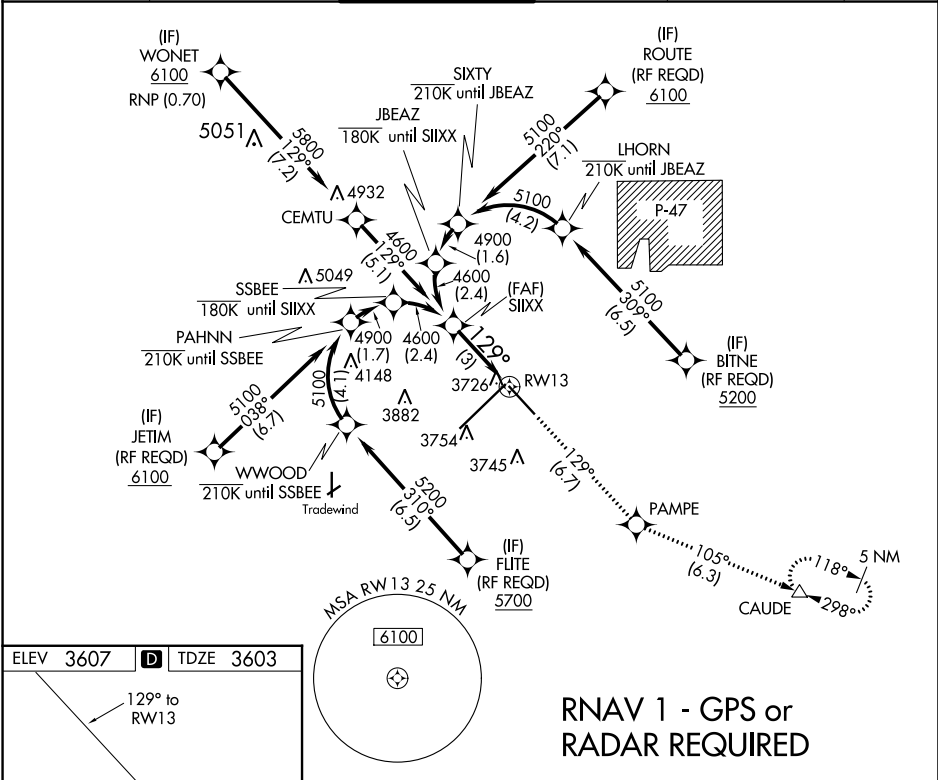 (IF)
WONET
6100
RNP (0.70)
5051
5800
129°
(7.2)
4932
CEMTU
4600
129°
(5.1)
JBEAZ
180K until SIIXX
SIXTY
210K until JBEAZ
(IF)
ROUTE
(RF REQD)
6100
5100
220°
(7.1)
LHORN
210K until JBEAZ
P-47
5100
(4.2)
4900
(1.6)
4600
(2.4)
5049
SSBEE
180K until SIIXX
(FAF)
SIIXX
PAHNN
210K until SSBEE
4900
(1.7)
4600
(2.4)
129°
(3)
5100
309°
(6.5)
(IF)
BITNE
(RF REQD)
5200
5100
(4.1)
4148
3882
3726
RW13
3754
3745
5100
038°
(6.7)
(IF)
JETIM
(RF REQD)
6100
WWOOD
210K until SSBEE
Tradewind
5200
310°
(6.5)
(IF)
FLITE
(RF REQD)
5700
129°
(6.7)
PAMPE
105°
(6.3)
118°
5 NM
298°
CAUDE
MSA RW13 25 NM
6100
ELEV 3607 D TDZE 3603
129° to
RW13
RNAV 1 - GPS or
RADAR REQUIRED